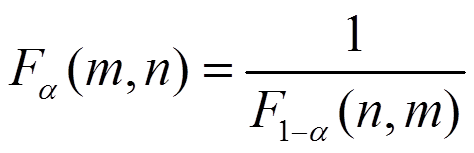 F_α(m,n) = 1 / F_{1−α}(n,m)